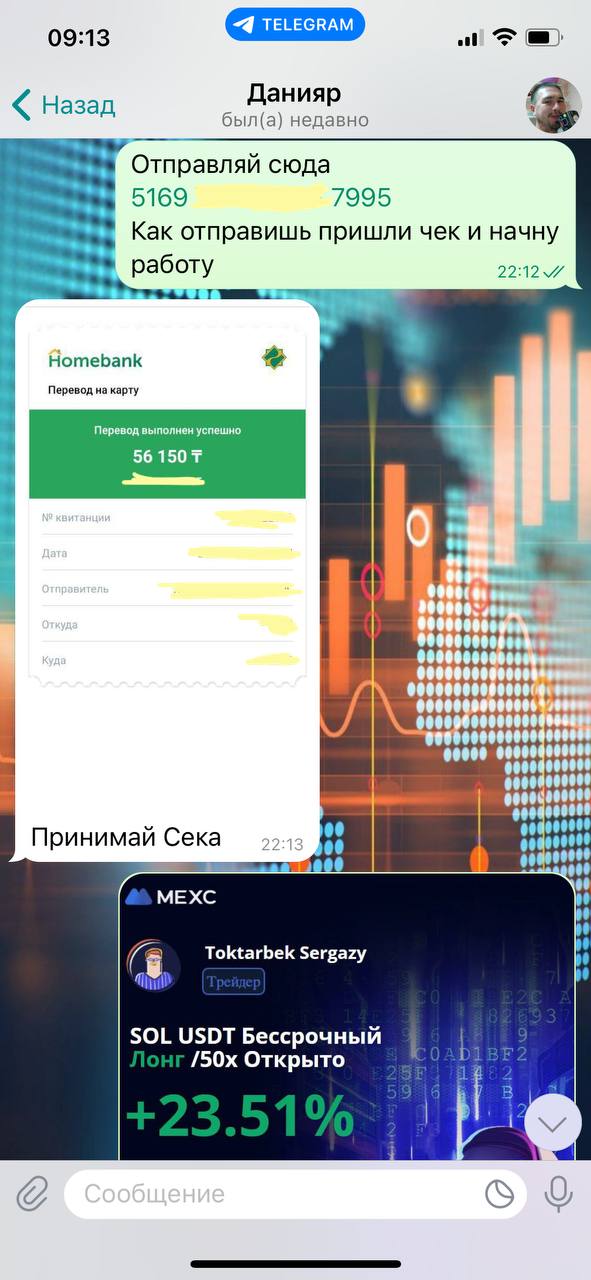 09:13
TELEGRAM
Назад
Данияр
был(а) недавно
Отправляй сюда
5169 7995
Как отправишь пришли чек и начну
работу
22:12
Homebank
Перевод на карту
Перевод выполнен успешно
56 150 ₸
№ квитанции
Дата
Отправитель
Откуда
Куда
Принимай Сека
22:13
MEXC
Toktarbek Sergazy
Трейдер
SOL USDT Бессрочный
Лонг /50x Открыто
+23.51%
Сообщение